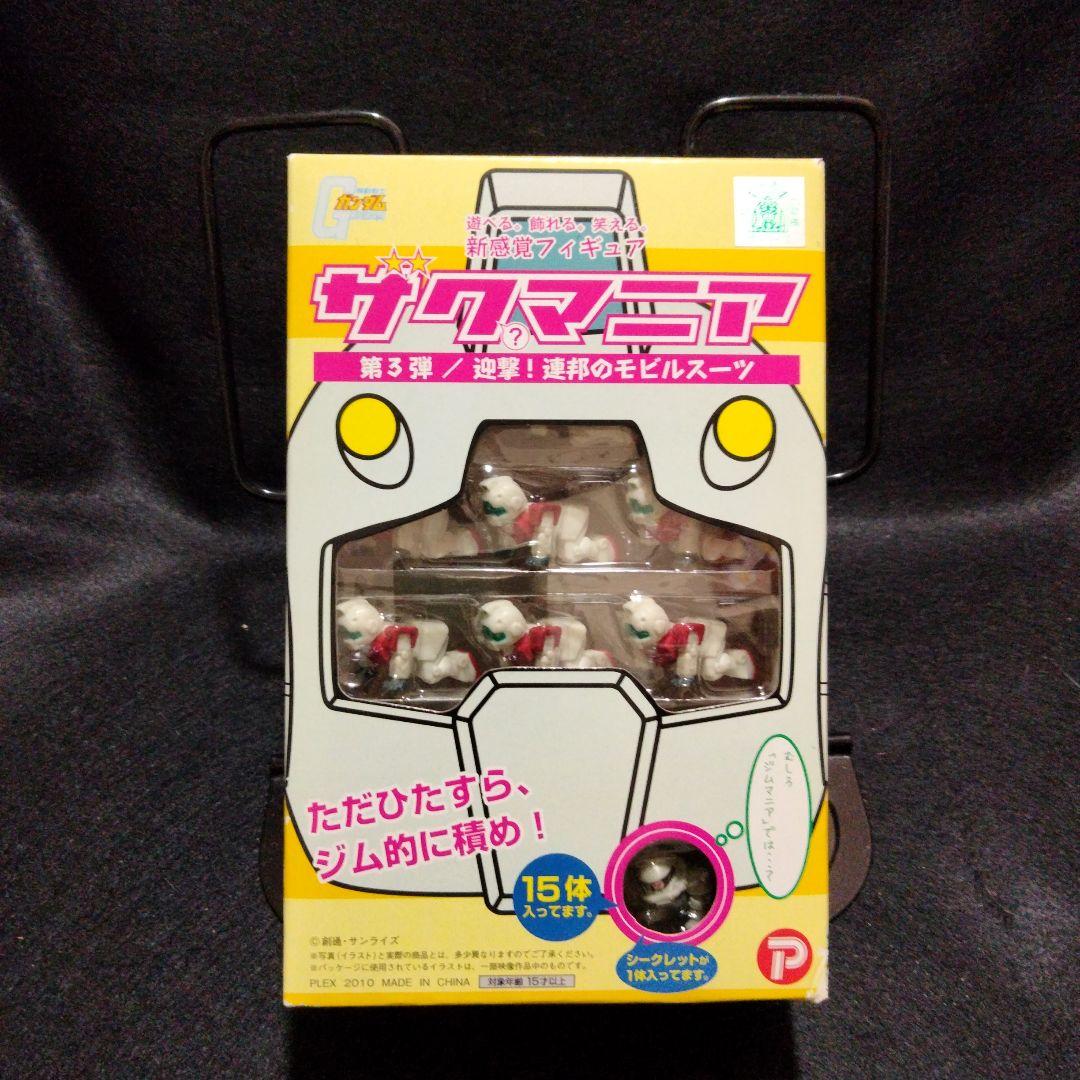 機動戦士
ガンダム
遊べる。飾れる。笑える。
新感覚フィギュア
ザク?マニア
第3弾/迎撃!連邦のモビルスーツ
ただひたすら、
ジム的に積め!
むしろ
「ジムマニア」では…?
15体
入ってます。
シークレットが
1体入ってます。
©創通・サンライズ
※写真(イラスト)と実際の商品とは、多少異なりますのでご了承ください。
※パッケージに使用されているイラストは、一部映像作品中のものです。
PLEX 2010 MADE IN CHINA 対象年齢 15才以上
P